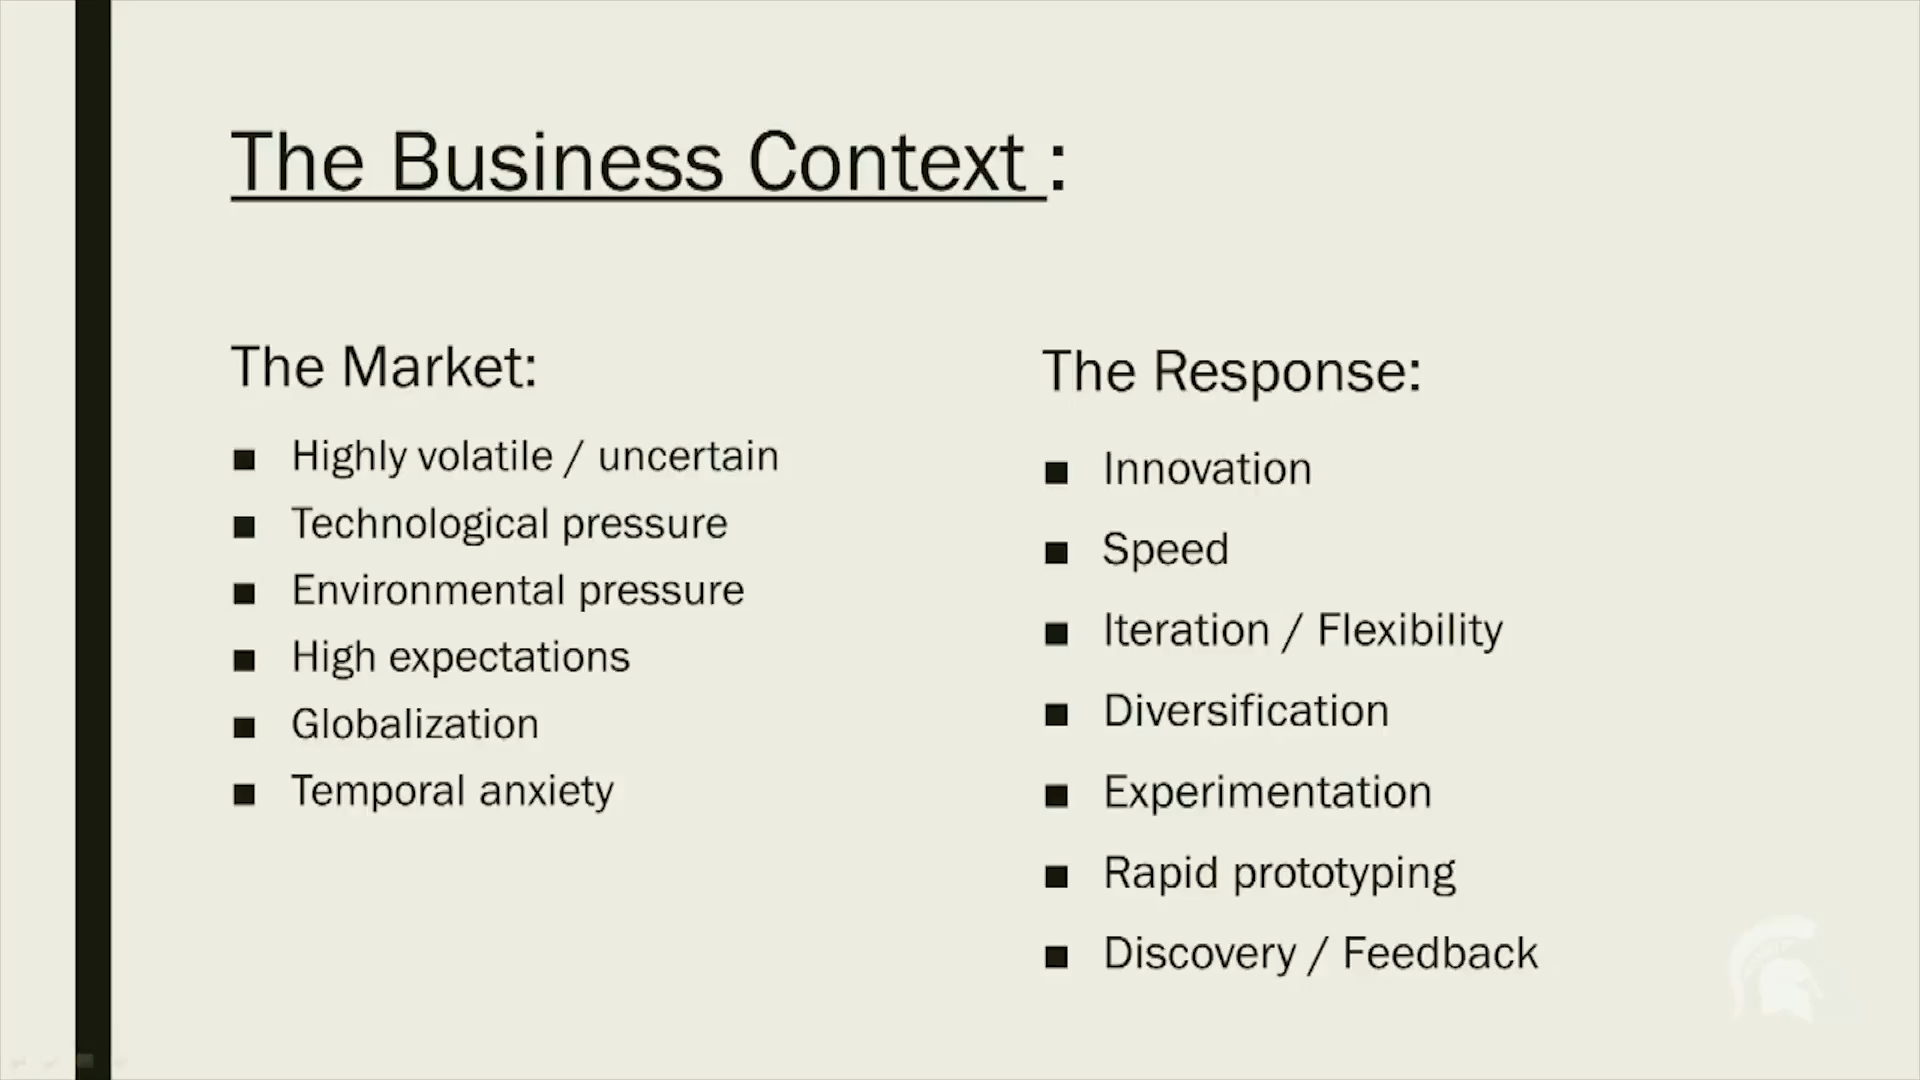 The Business Context :
The Market:
■ Highly volatile / uncertain
■ Technological pressure
■ Environmental pressure
■ High expectations
■ Globalization
■ Temporal anxiety
The Response:
■ Innovation
■ Speed
■ Iteration / Flexibility
■ Diversification
■ Experimentation
■ Rapid prototyping
■ Discovery / Feedback